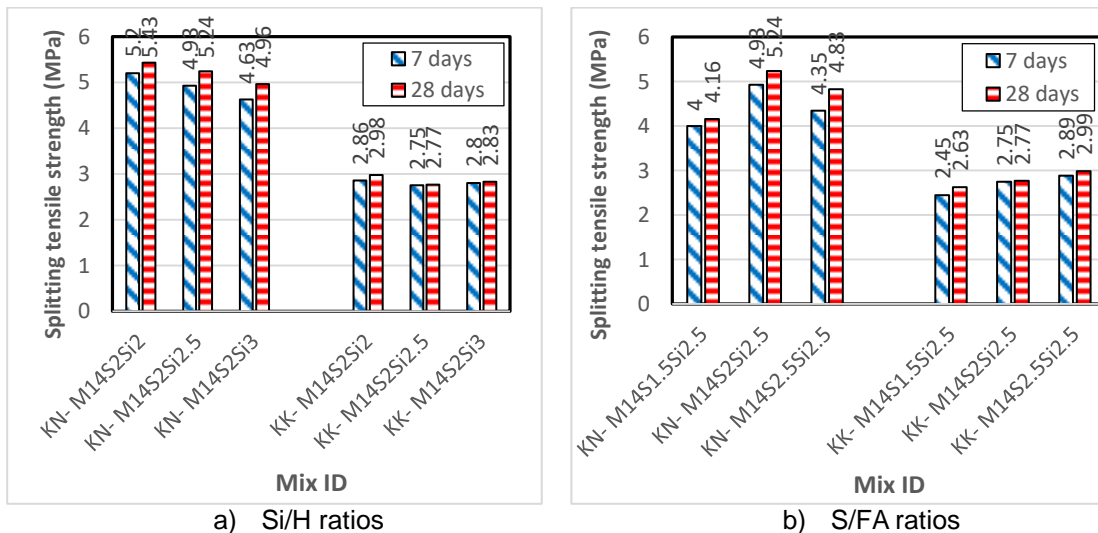 Splitting tensile strength (MPa)
6
5
4
3
2
1
0
5.2
5.43
4.93
5.24
4.63
4.96
2.86
2.98
2.75
2.77
2.8
2.83
7 days
28 days
KN- M14S2Si2
KN- M14S2Si2.5
KN- M14S2Si3
KK- M14S2Si2
KK- M14S2Si2.5
KK- M14S2Si3
Mix ID
a) Si/H ratios
Splitting tensile strength (MPa)
6
5
4
3
2
1
0
4
4.16
4.93
5.24
4.35
4.83
2.45
2.63
2.75
2.77
2.89
2.99
7 days
28 days
KN- M14S1.5Si2.5
KN- M14S2Si2.5
KN- M14S2.5Si2.5
KK- M14S1.5Si2.5
KK- M14S2Si2.5
KK- M14S2.5Si2.5
Mix ID
b) S/FA ratios